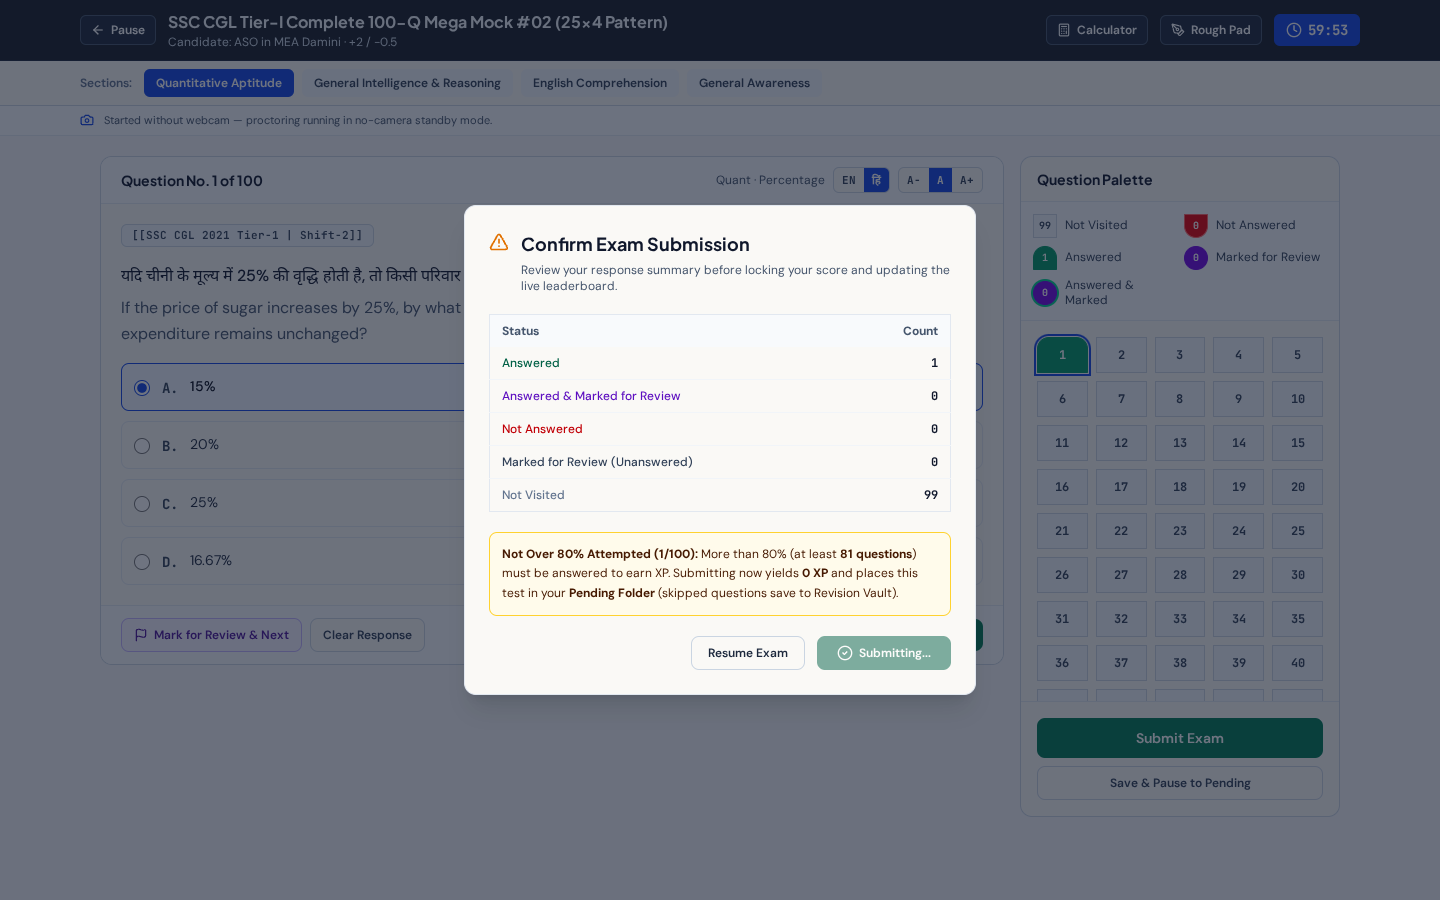 Pause
SSC CGL Tier-I Complete 100-Q Mega Mock #02 (25×4 Pattern)
Candidate: ASO in MEA Damini · +2 / -0.5
Calculator
Rough Pad
59:53
Sections:
Quantitative Aptitude
General Intelligence & Reasoning
English Comprehension
General Awareness
Started without webcam — proctoring running in no-camera standby mode.
Question No. 1 of 100
Quant · Percentage
EN
हिं
A-
A
A+
[[SSC CGL 2021 Tier-1 | Shift-2]]
यदि चीनी के मूल्य में 25% की वृद्धि होती है, तो किसी परिवार
If the price of sugar increases by 25%, by what
expenditure remains unchanged?
A. 15%
B. 20%
C. 25%
D. 16.67%
Mark for Review & Next
Clear Response
Confirm Exam Submission
Review your response summary before locking your score and updating the
live leaderboard.
Status Count
Answered 1
Answered & Marked for Review 0
Not Answered 0
Marked for Review (Unanswered) 0
Not Visited 99
Not Over 80% Attempted (1/100): More than 80% (at least 81 questions)
must be answered to earn XP. Submitting now yields 0 XP and places this
test in your Pending Folder (skipped questions save to Revision Vault).
Resume Exam
Submitting...
Question Palette
99 Not Visited
0 Not Answered
1 Answered
0 Marked for Review
0 Answered &
Marked
1 2 3 4 5
6 7 8 9 10
11 12 13 14 15
16 17 18 19 20
21 22 23 24 25
26 27 28 29 30
31 32 33 34 35
36 37 38 39 40
Submit Exam
Save & Pause to Pending